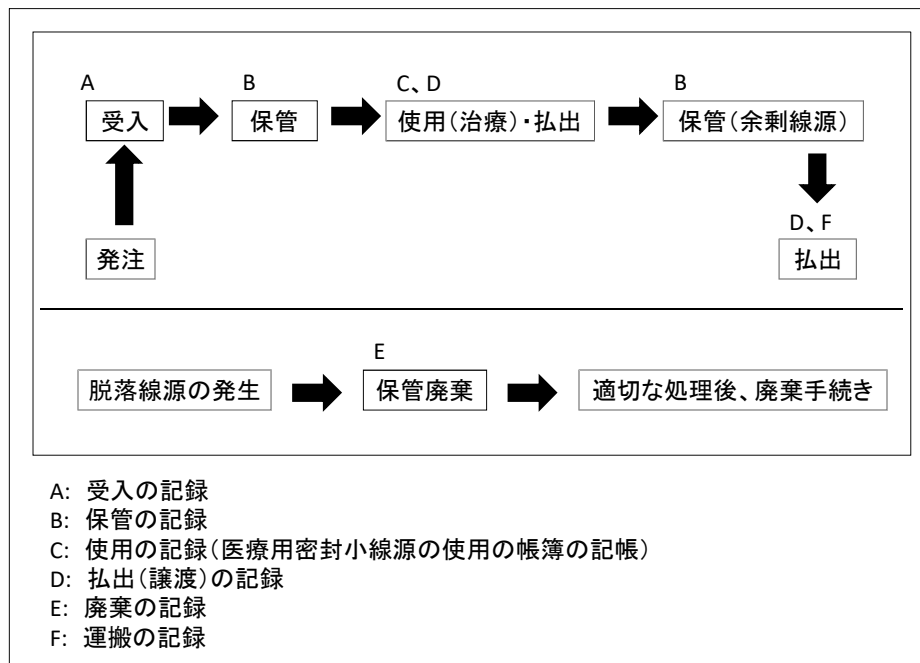 A B C、D B
受入 保管 使用(治療)・払出 保管(余剰線源)
D、F
発注 払出
E
脱落線源の発生 保管廃棄 適切な処理後、廃棄手続き
A: 受入の記録
B: 保管の記録
C: 使用の記録(医療用密封小線源の使用の帳簿の記帳)
D: 払出(譲渡)の記録
E: 廃棄の記録
F: 運搬の記録